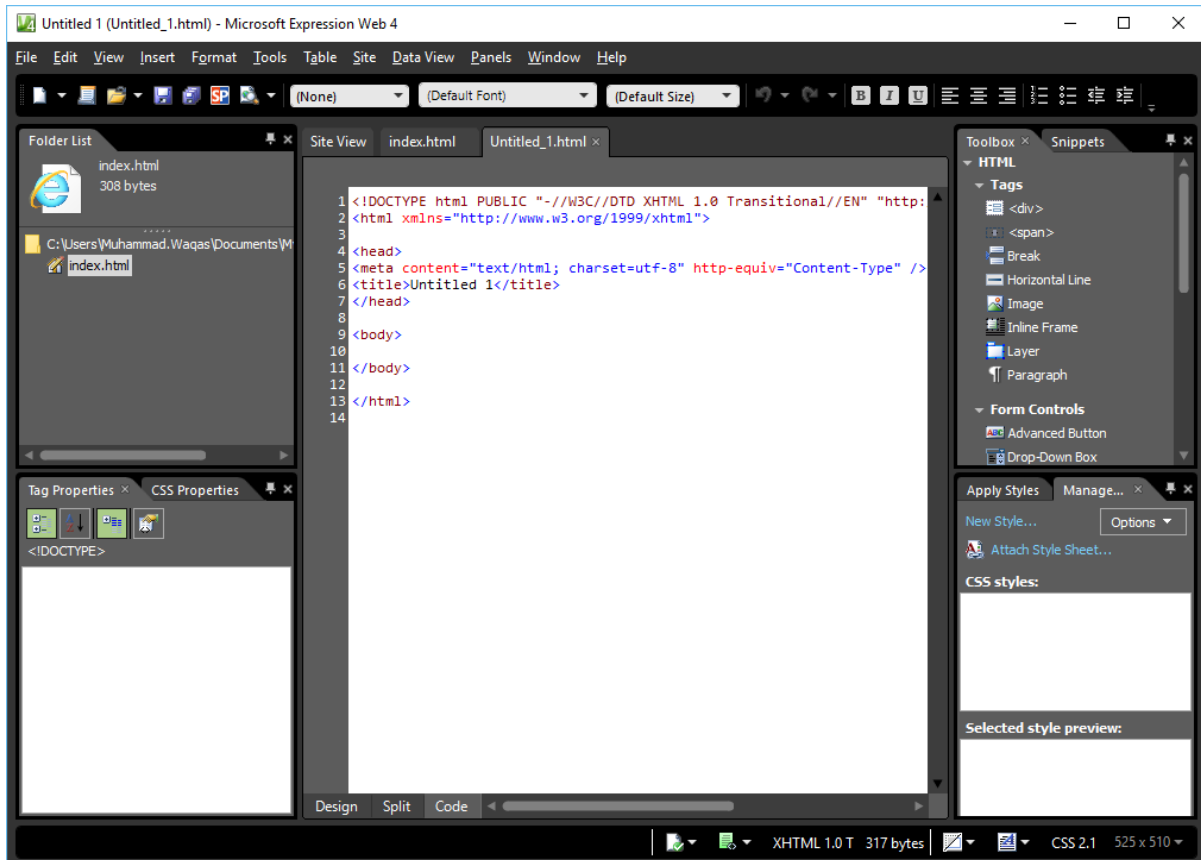 Untitled 1 (Untitled_1.html) - Microsoft Expression Web 4
File Edit View Insert Format Tools Table Site Data View Panels Window Help
(None) (Default Font) (Default Size) B I U
Folder List
index.html
308 bytes
C:\Users\Muhammad.Waqas\Documents\M
index.html
Site View index.html Untitled_1.html
1 <!DOCTYPE html PUBLIC "-//W3C//DTD XHTML 1.0 Transitional//EN" "http:
2 <html xmlns="http://www.w3.org/1999/xhtml">
3
4 <head>
5 <meta content="text/html; charset=utf-8" http-equiv="Content-Type" />
6 <title>Untitled 1</title>
7 </head>
8
9 <body>
10
11 </body>
12
13 </html>
14
Design Split Code
Toolbox Snippets
HTML
Tags
<div>
<span>
Break
Horizontal Line
Image
Inline Frame
Layer
Paragraph
Form Controls
Advanced Button
Drop-Down Box
Tag Properties CSS Properties
<!DOCTYPE>
Apply Styles Manage...
New Style... Options
Attach Style Sheet...
CSS styles:
Selected style preview:
XHTML 1.0 T 317 bytes CSS 2.1 525 x 510